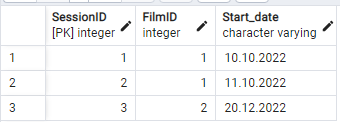 SessionID FilmID Start_date
[PK] integer integer character varying
1 1 1 10.10.2022
2 2 1 11.10.2022
3 3 2 20.12.2022